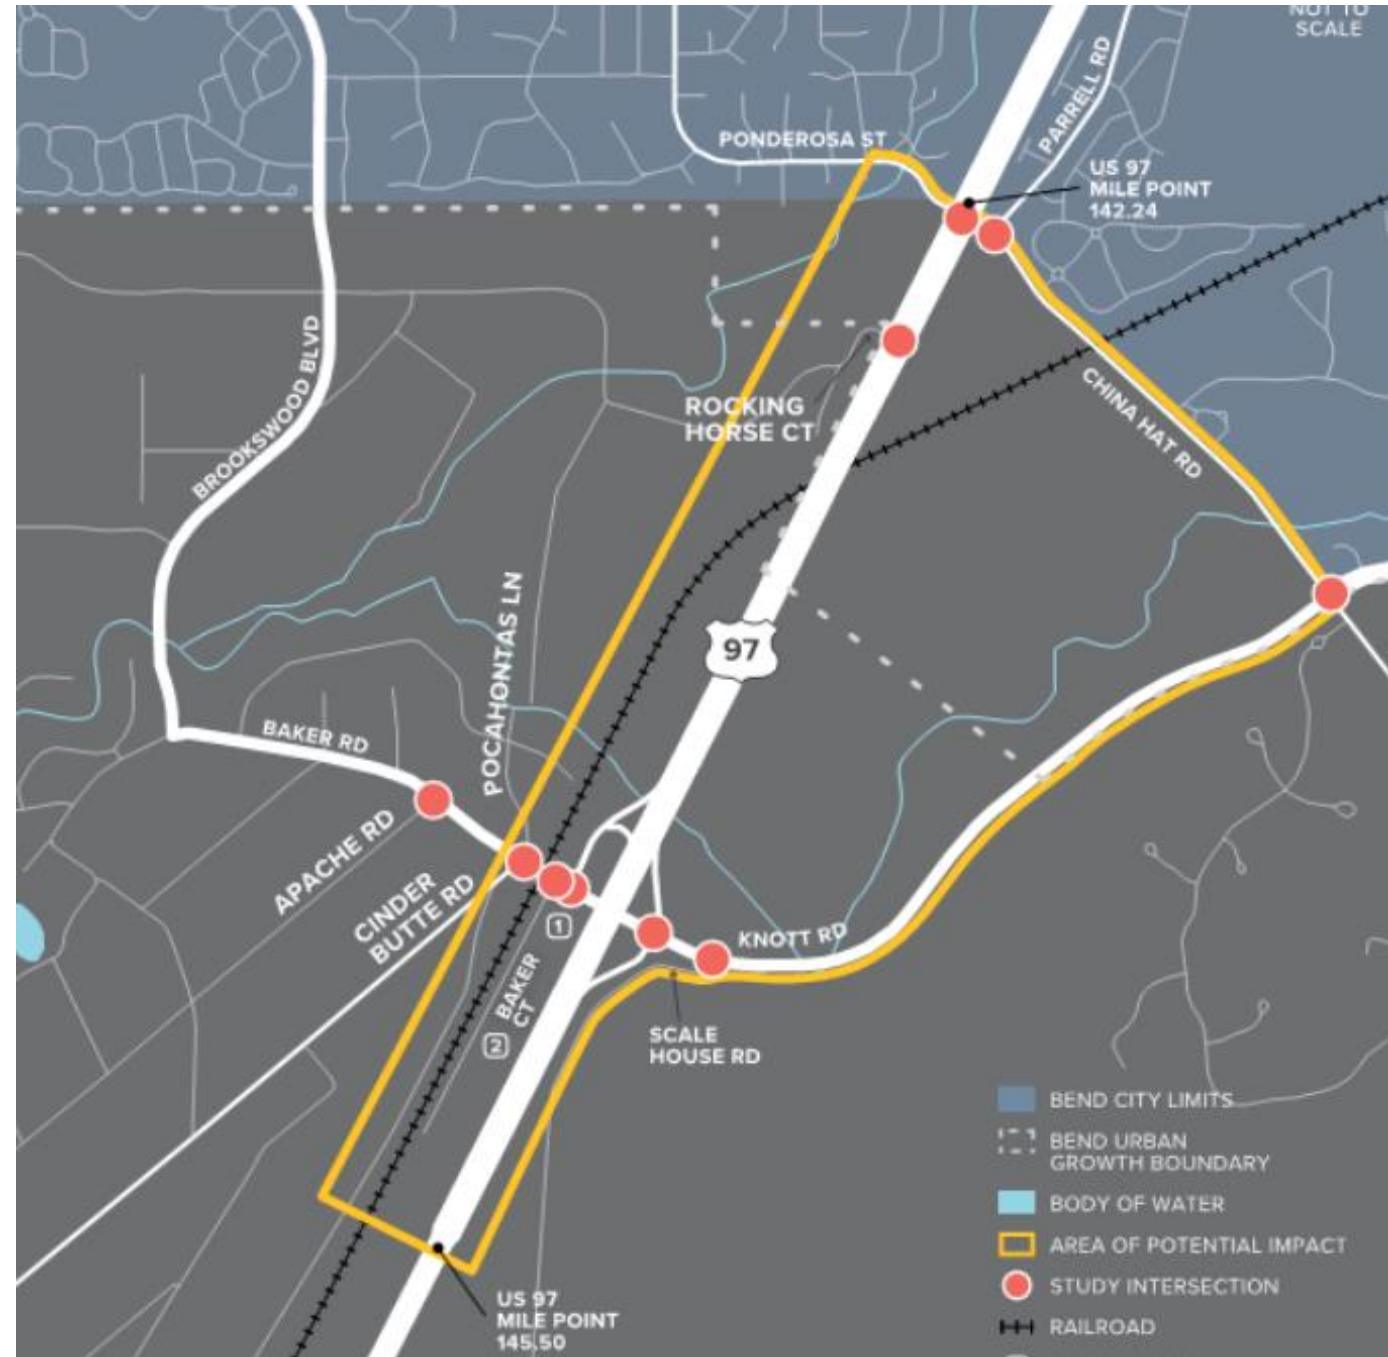 NOT TO
SCALE
PARRELL RD
PONDEROSA ST
US 97
MILE POINT
142.24
BROOKSWOOD BLVD
ROCKING
HORSE CT
CHINA HAT RD
POCAHONTAS LN
97
BAKER RD
APACHE RD
CINDER
BUTTE RD
1
KNOTT RD
BAKER
CT
2
SCALE
HOUSE RD
BEND CITY LIMITS
BEND URBAN
GROWTH BOUNDARY
BODY OF WATER
AREA OF POTENTIAL IMPACT
STUDY INTERSECTION
RAILROAD
US 97
MILE POINT
145.50